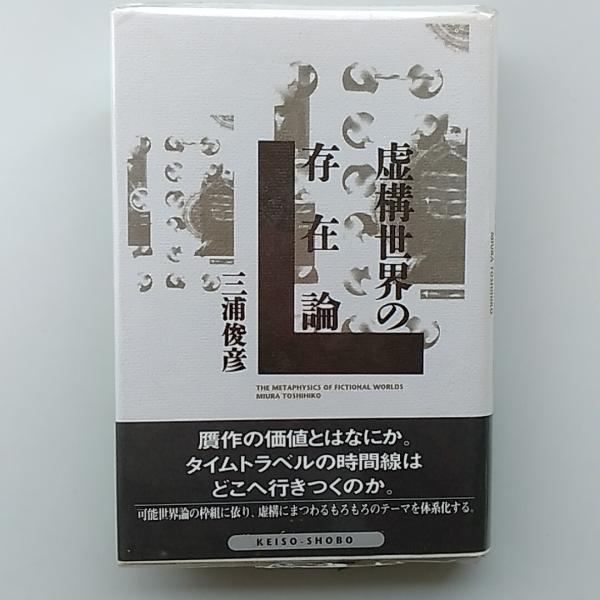 虚構世界の
存在論
三浦俊彦
THE METAPHYSICS OF FICTIONAL WORLDS
MIURA TOSHIHIKO
贋作の価値とはなにか。
タイムトラベルの時間線は
どこへ行きつくのか。
可能世界論の枠組に依り、虚構にまつわるもろもろのテーマを体系化する。
KEISO-SHOBO
MIURA TOSHIHIKO